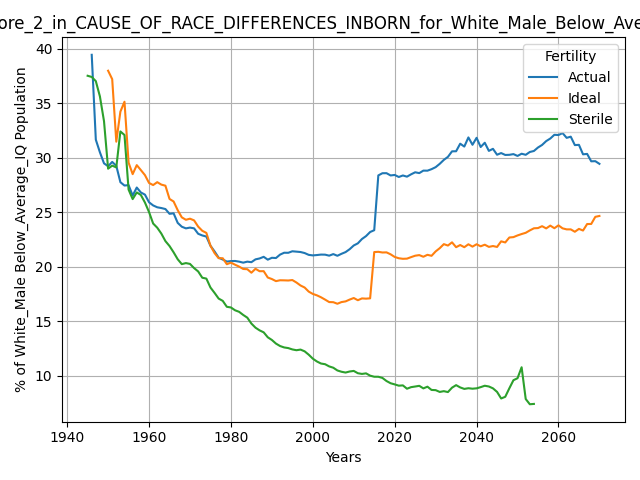 ore_2_in_CAUSE_OF_RACE_DIFFERENCES_INBORN_for_White_Male_Below_Ave
% of White_Male Below_Average_IQ Population
40
35
30
25
20
15
10
Fertility
Actual
Ideal
Sterile
1940
1960
1980
2000
2020
2040
2060
Years